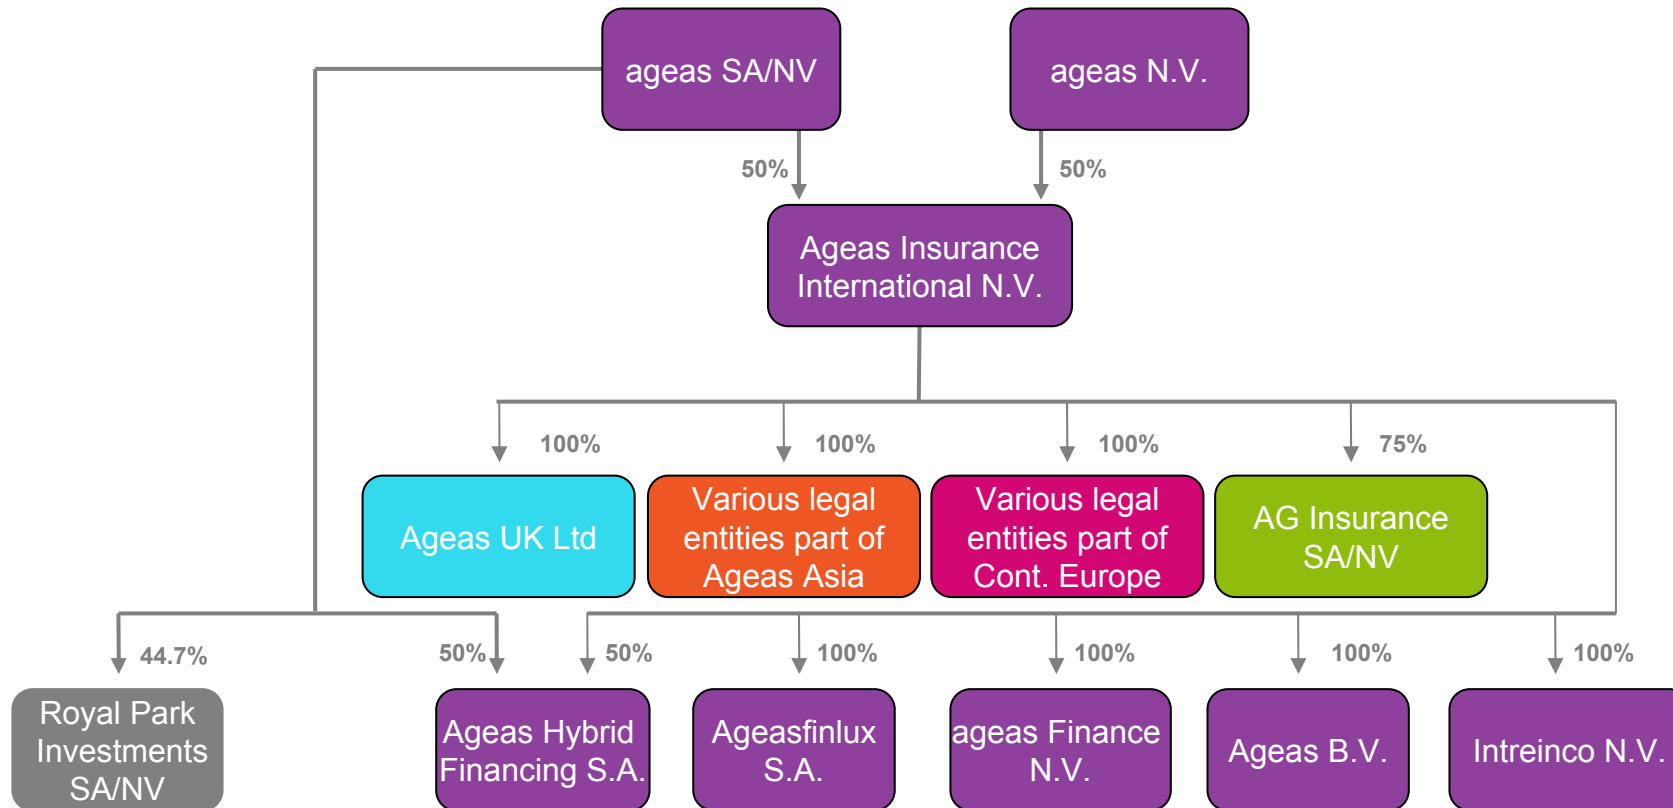 ageas SA/NV
ageas N.V.
50%
50%
Ageas Insurance
International N.V.
100%
100%
100%
75%
Ageas UK Ltd
Various legal
entities part of
Ageas Asia
Various legal
entities part of
Cont. Europe
AG Insurance
SA/NV
44.7%
50%
50%
100%
100%
100%
100%
Royal Park
Investments
SA/NV
Ageas Hybrid
Financing S.A.
Ageasfinlux
S.A.
ageas Finance
N.V.
Ageas B.V.
Intreinco N.V.